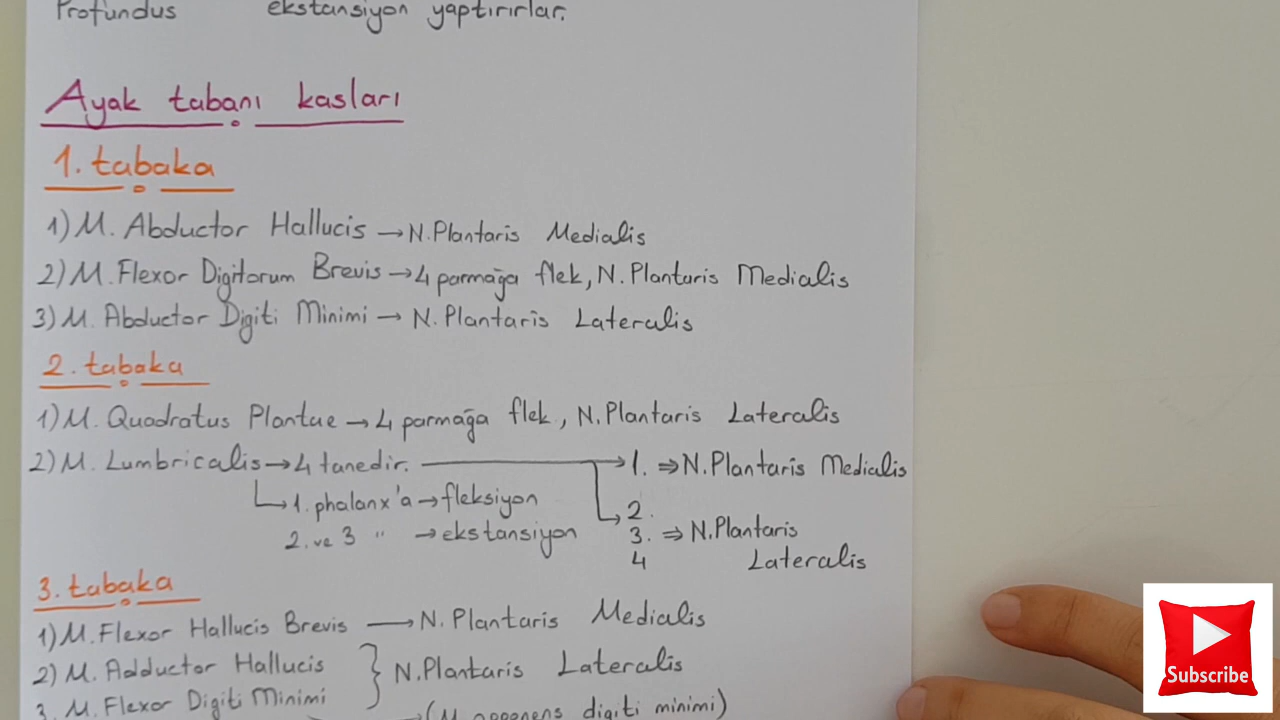 Profundus ekstansiyon yaptırırlar.
Ayak tabanı kasları
1. tabaka
1) M. Abductor Hallucis → N. Plantaris Medialis
2) M. Flexor Digitorum Brevis → 4 parmağa flek, N. Plantaris Medialis
3) M. Abductor Digiti Minimi → N. Plantaris Lateralis
2. tabaka
1) M. Quadratus Plantae → 4 parmağa flek, N. Plantaris Lateralis
2) M. Lumbricalis → 4 tanedir. → 1. ⇒ N. Plantaris Medialis
→ 1. phalanx'a → fleksiyon
2. ve 3 " → ekstansiyon
→ 2.
3. ⇒ N. Plantaris
4 Lateralis
3. tabaka
1) M. Flexor Hallucis Brevis → N. Plantaris Medialis
2) M. Adductor Hallucis } N. Plantaris Lateralis
3. M. Flexor Digiti Minimi
(M. opponens digiti minimi)
Subscribe